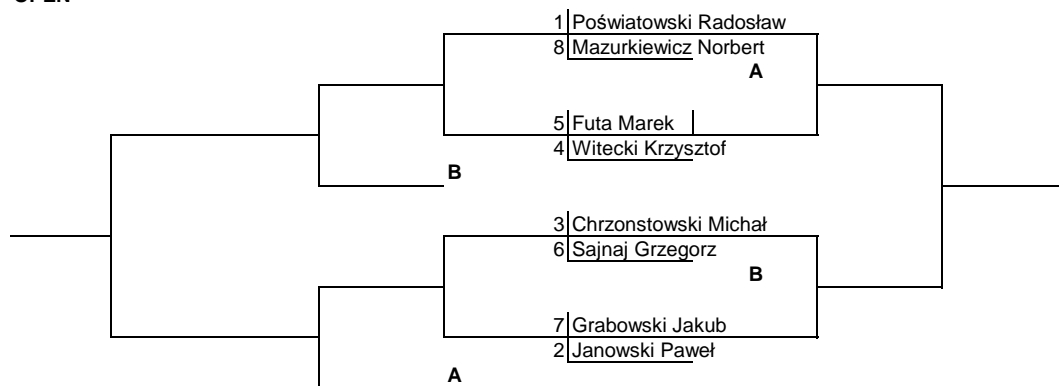 1 Poświatowski Radosław
8 Mazurkiewicz Norbert
A
5 Futa Marek
4 Witecki Krzysztof
B
3 Chrzonstowski Michał
6 Sajnaj Grzegorz
B
7 Grabowski Jakub
2 Janowski Paweł
A